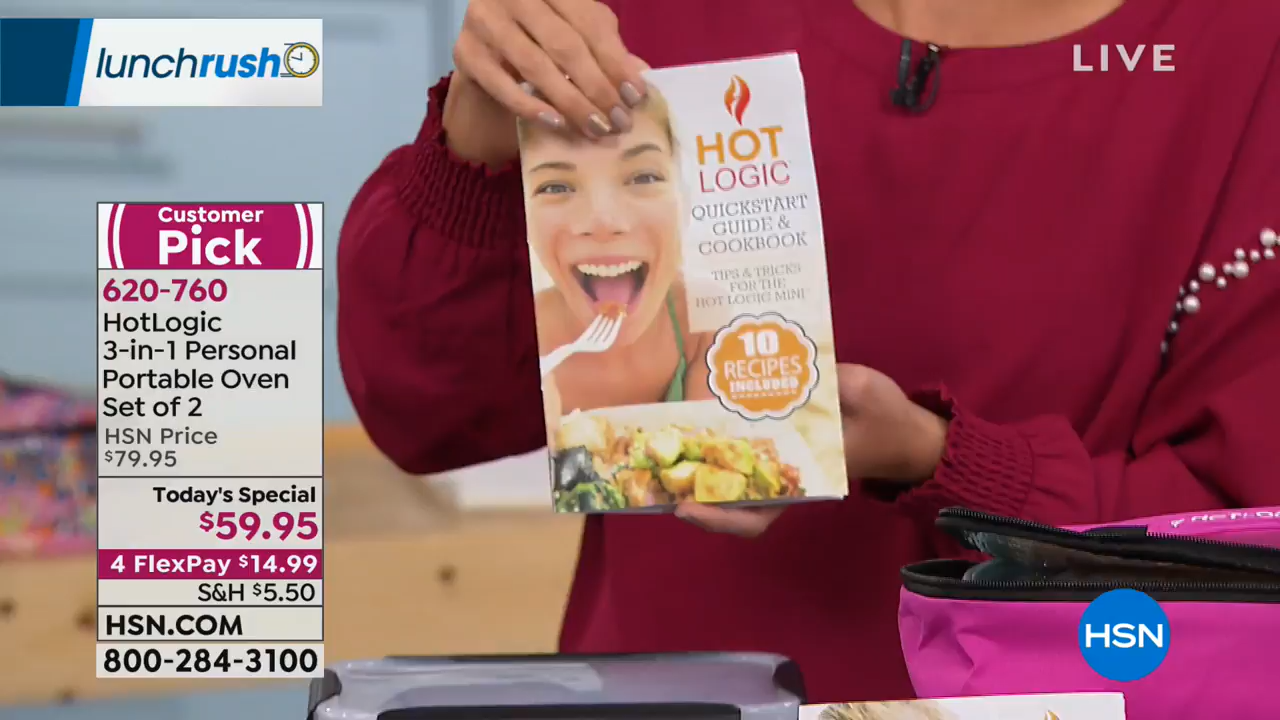 lunchrush
LIVE
Customer
Pick
620-760
HotLogic
3-in-1 Personal
Portable Oven
Set of 2
HSN Price
$79.95
Today's Special
$59.95
4 FlexPay $14.99
S&H $5.50
HSN.COM
800-284-3100
HOT
LOGIC
QUICKSTART
GUIDE &
COOKBOOK
TIPS & TRICKS
FOR THE
HOT LOGIC MINI
10
RECIPES
INCLUDED
HSN